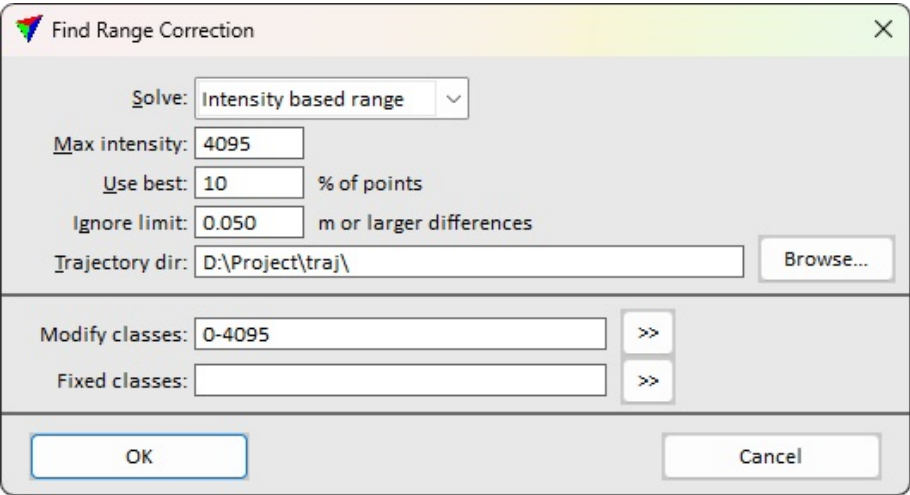 Find Range Correction
Solve: Intensity based range
Max intensity: 4095
Use best: 10 % of points
Ignore limit: 0.050 m or larger differences
Trajectory dir: D:\Project\traj\ Browse...
Modify classes: 0-4095 >>
Fixed classes: >>
OK Cancel